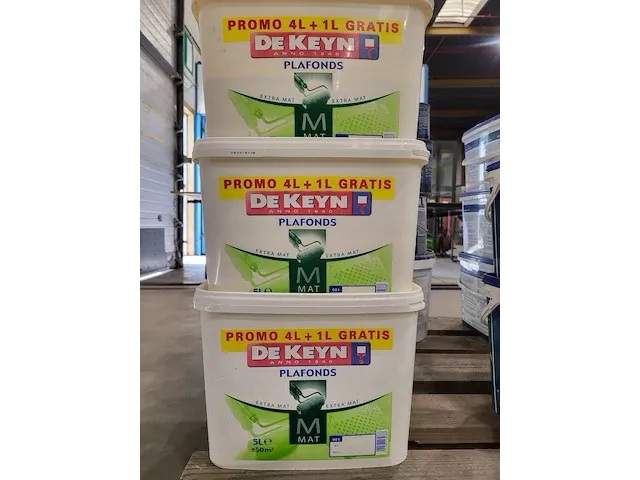 PROMO 4L + 1L GRATIS
DE KEYN
ANNO 1846
PLAFONDS
EXTRA MAT EXTRA MAT
M
MAT
PROMO 4L + 1L GRATIS
DE KEYN
ANNO 1846
PLAFONDS
EXTRA MAT EXTRA MAT
M
MAT
5L e
PROMO 4L + 1L GRATIS
DE KEYN
ANNO 1846
PLAFONDS
EXTRA MAT EXTRA MAT
M
MAT
5L e
±50m²